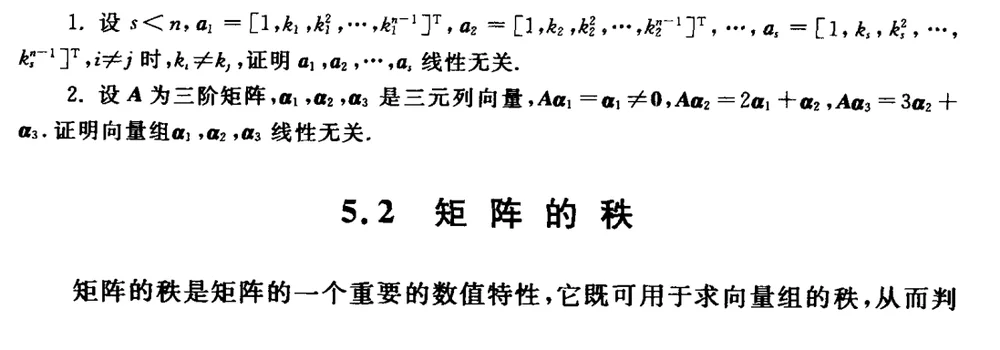 1. 设 s<n, a₁=[1,k₁,k₁²,…,k₁ⁿ⁻¹]ᵀ, a₂=[1,k₂,k₂²,…,k₂ⁿ⁻¹]ᵀ, …, aₛ=[1,kₛ,kₛ²,…,
kₛⁿ⁻¹]ᵀ, i≠j 时, kᵢ≠kⱼ, 证明 a₁,a₂,…,aₛ 线性无关.
2. 设 A 为三阶矩阵, α₁,α₂,α₃ 是三元列向量, Aα₁=α₁≠0, Aα₂=2α₁+α₂, Aα₃=3α₂+
α₃. 证明向量组α₁,α₂,α₃ 线性无关.
5.2 矩阵的秩
矩阵的秩是矩阵的一个重要的数值特性,它既可用于求向量组的秩,从而判